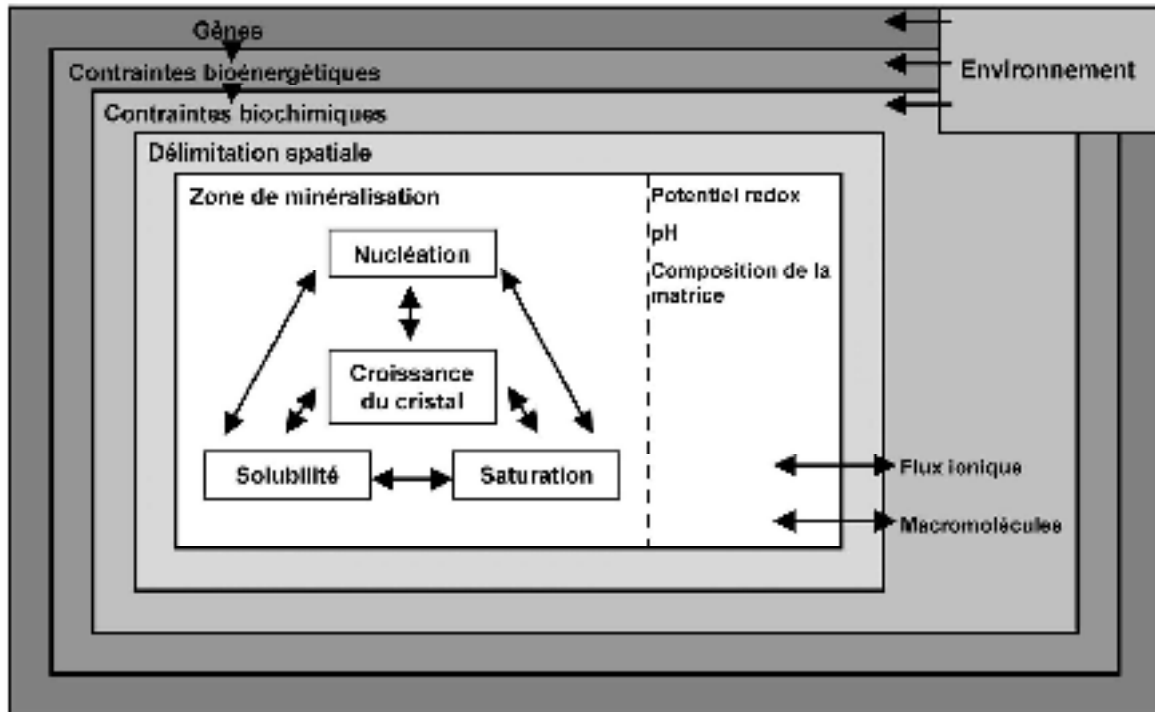 Gènes
Contraintes bioénergétiques
Environnement
Contraintes biochimiques
Délimitation spatiale
Zone de minéralisation
Potentiel redox
pH
Composition de la
matrice
Nucléation
Croissance
du cristal
Solubilité
Saturation
Flux ionique
Macromolécules